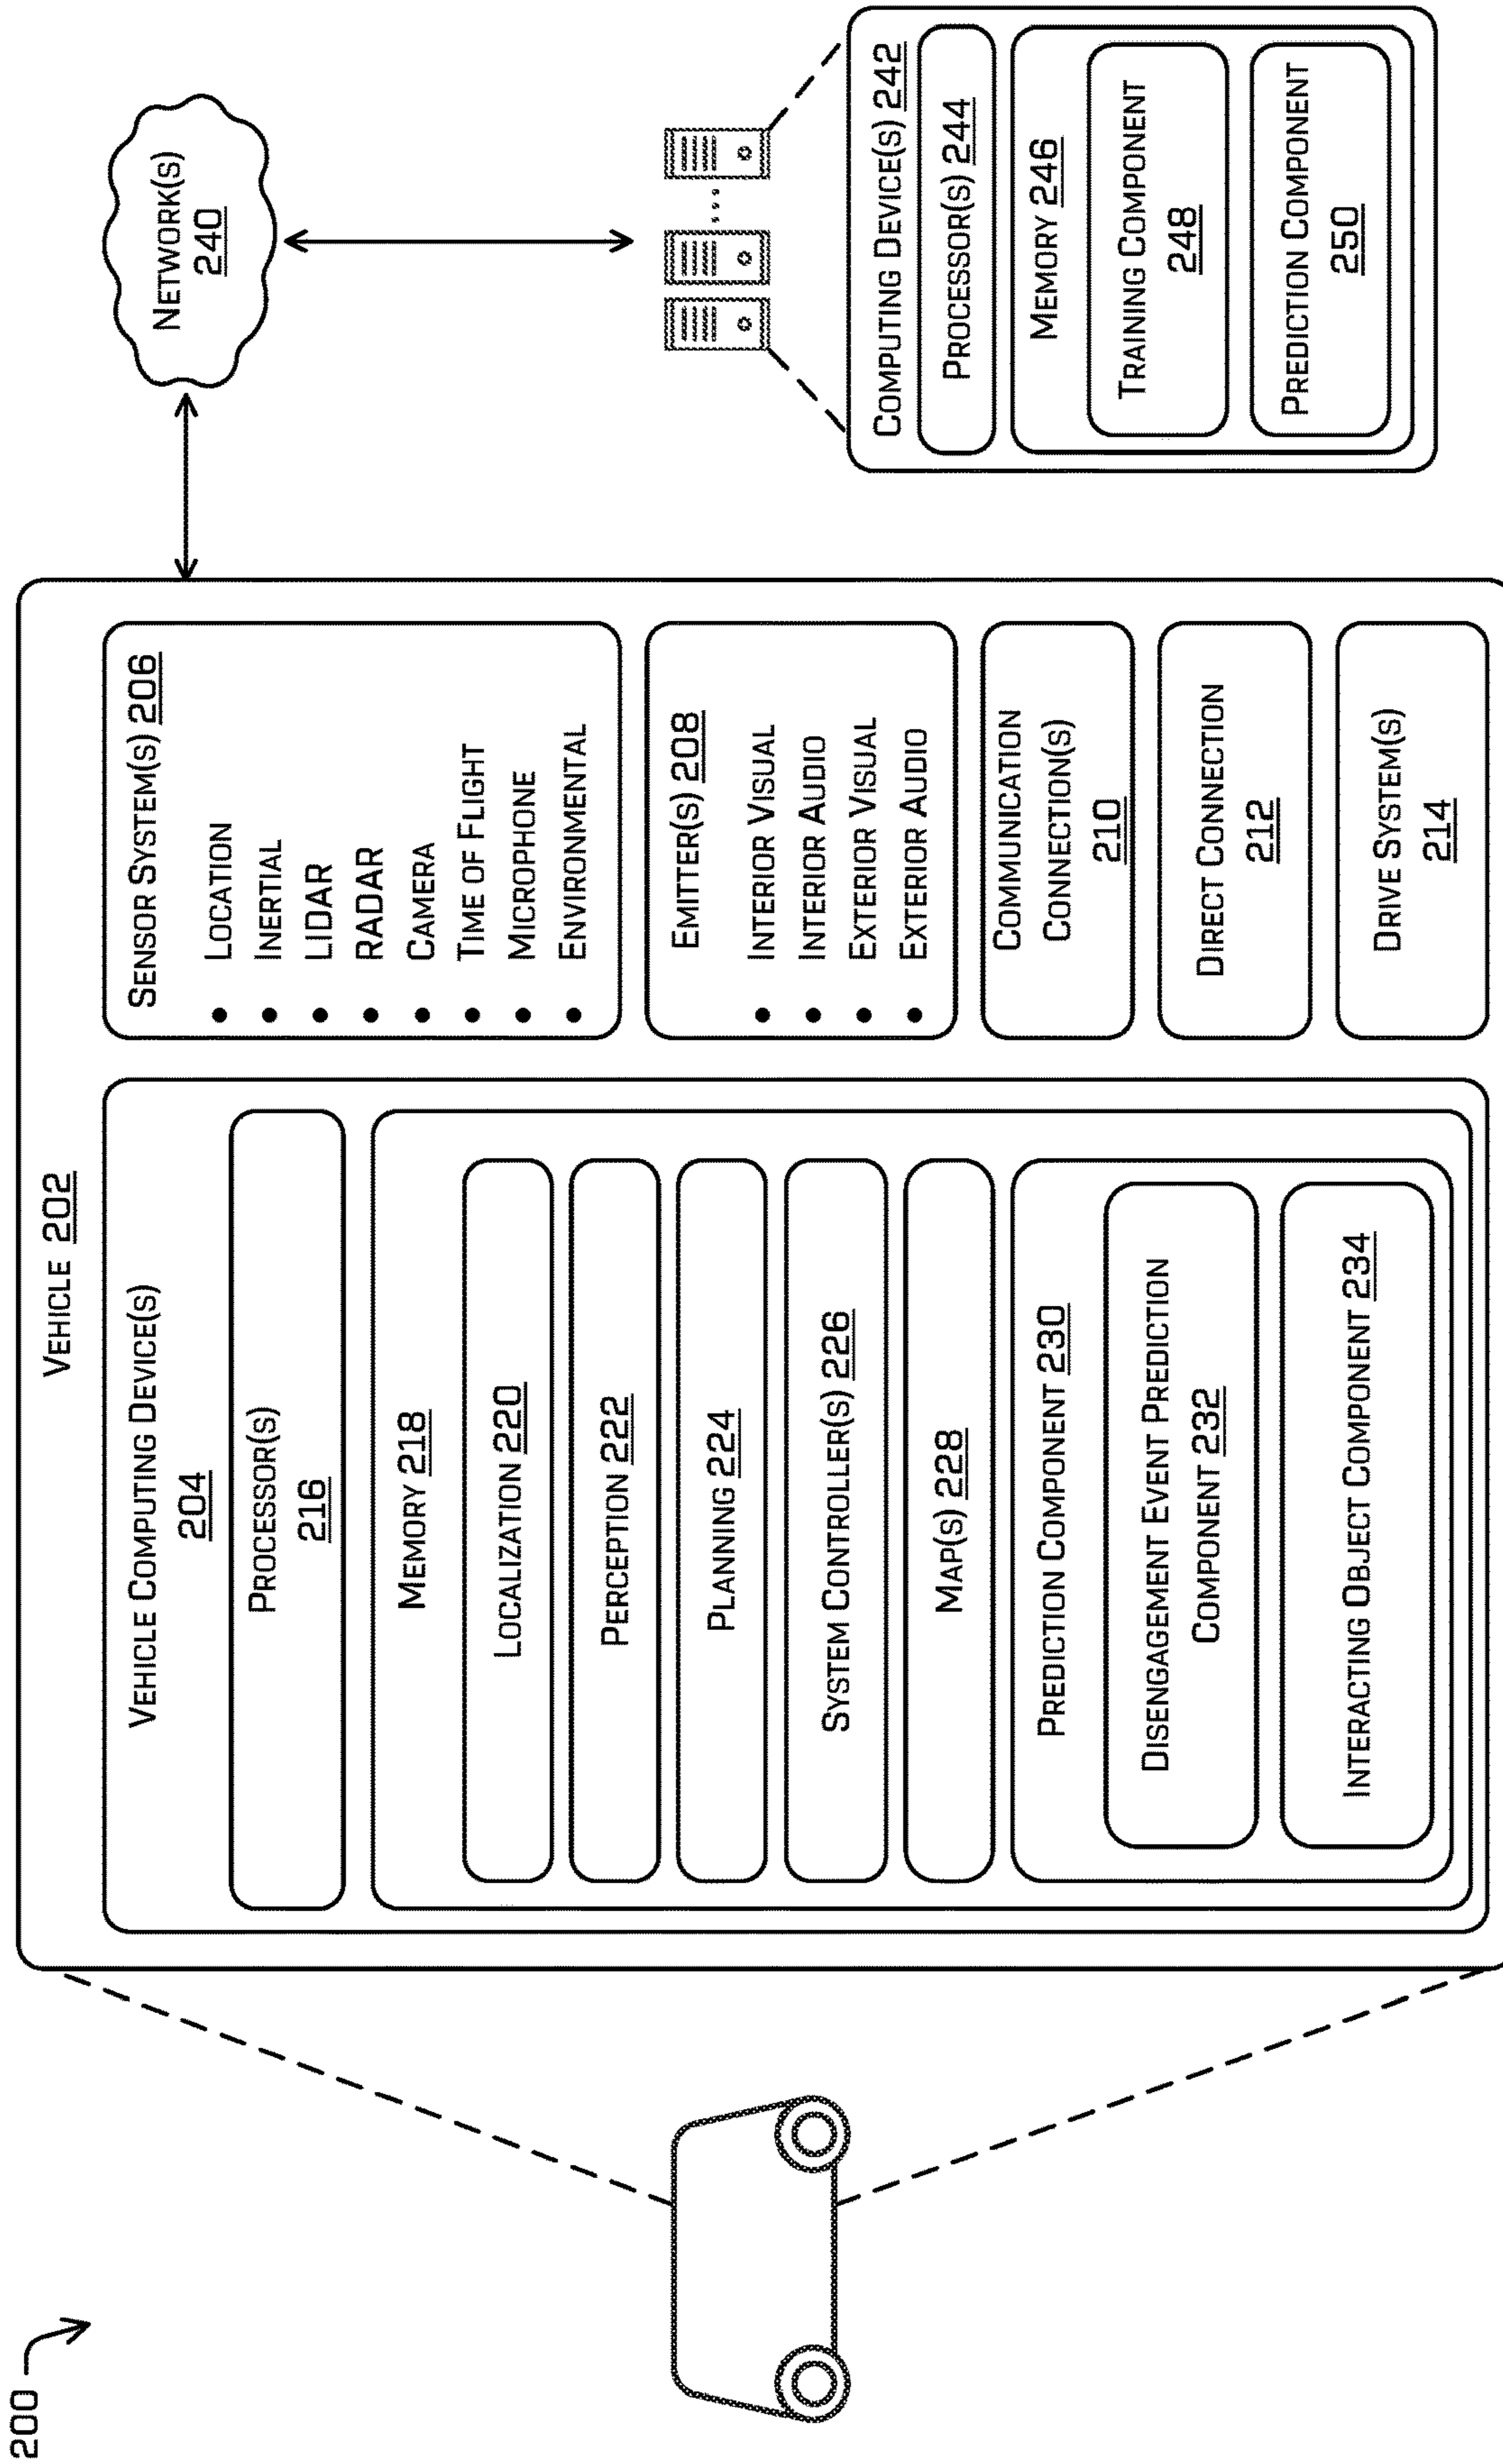 200
VEHICLE 202
VEHICLE COMPUTING DEVICE(S)
204
PROCESSOR(S)
216
MEMORY 218
LOCALIZATION 220
PERCEPTION 222
PLANNING 224
SYSTEM CONTROLLER(S) 226
MAP(S) 228
PREDICTION COMPONENT 230
DISENGAGEMENT EVENT PREDICTION
COMPONENT 232
INTERACTING OBJECT COMPONENT 234
SENSOR SYSTEM(S) 206
• LOCATION
• INERTIAL
• LIDAR
• RADAR
• CAMERA
• TIME OF FLIGHT
• MICROPHONE
• ENVIRONMENTAL
EMITTER(S) 208
• INTERIOR VISUAL
• INTERIOR AUDIO
• EXTERIOR VISUAL
• EXTERIOR AUDIO
COMMUNICATION
CONNECTION(S)
210
DIRECT CONNECTION
212
DRIVE SYSTEM(S)
214
NETWORK(S)
240
COMPUTING DEVICE(S) 242
PROCESSOR(S) 244
MEMORY 246
TRAINING COMPONENT
248
PREDICTION COMPONENT
250